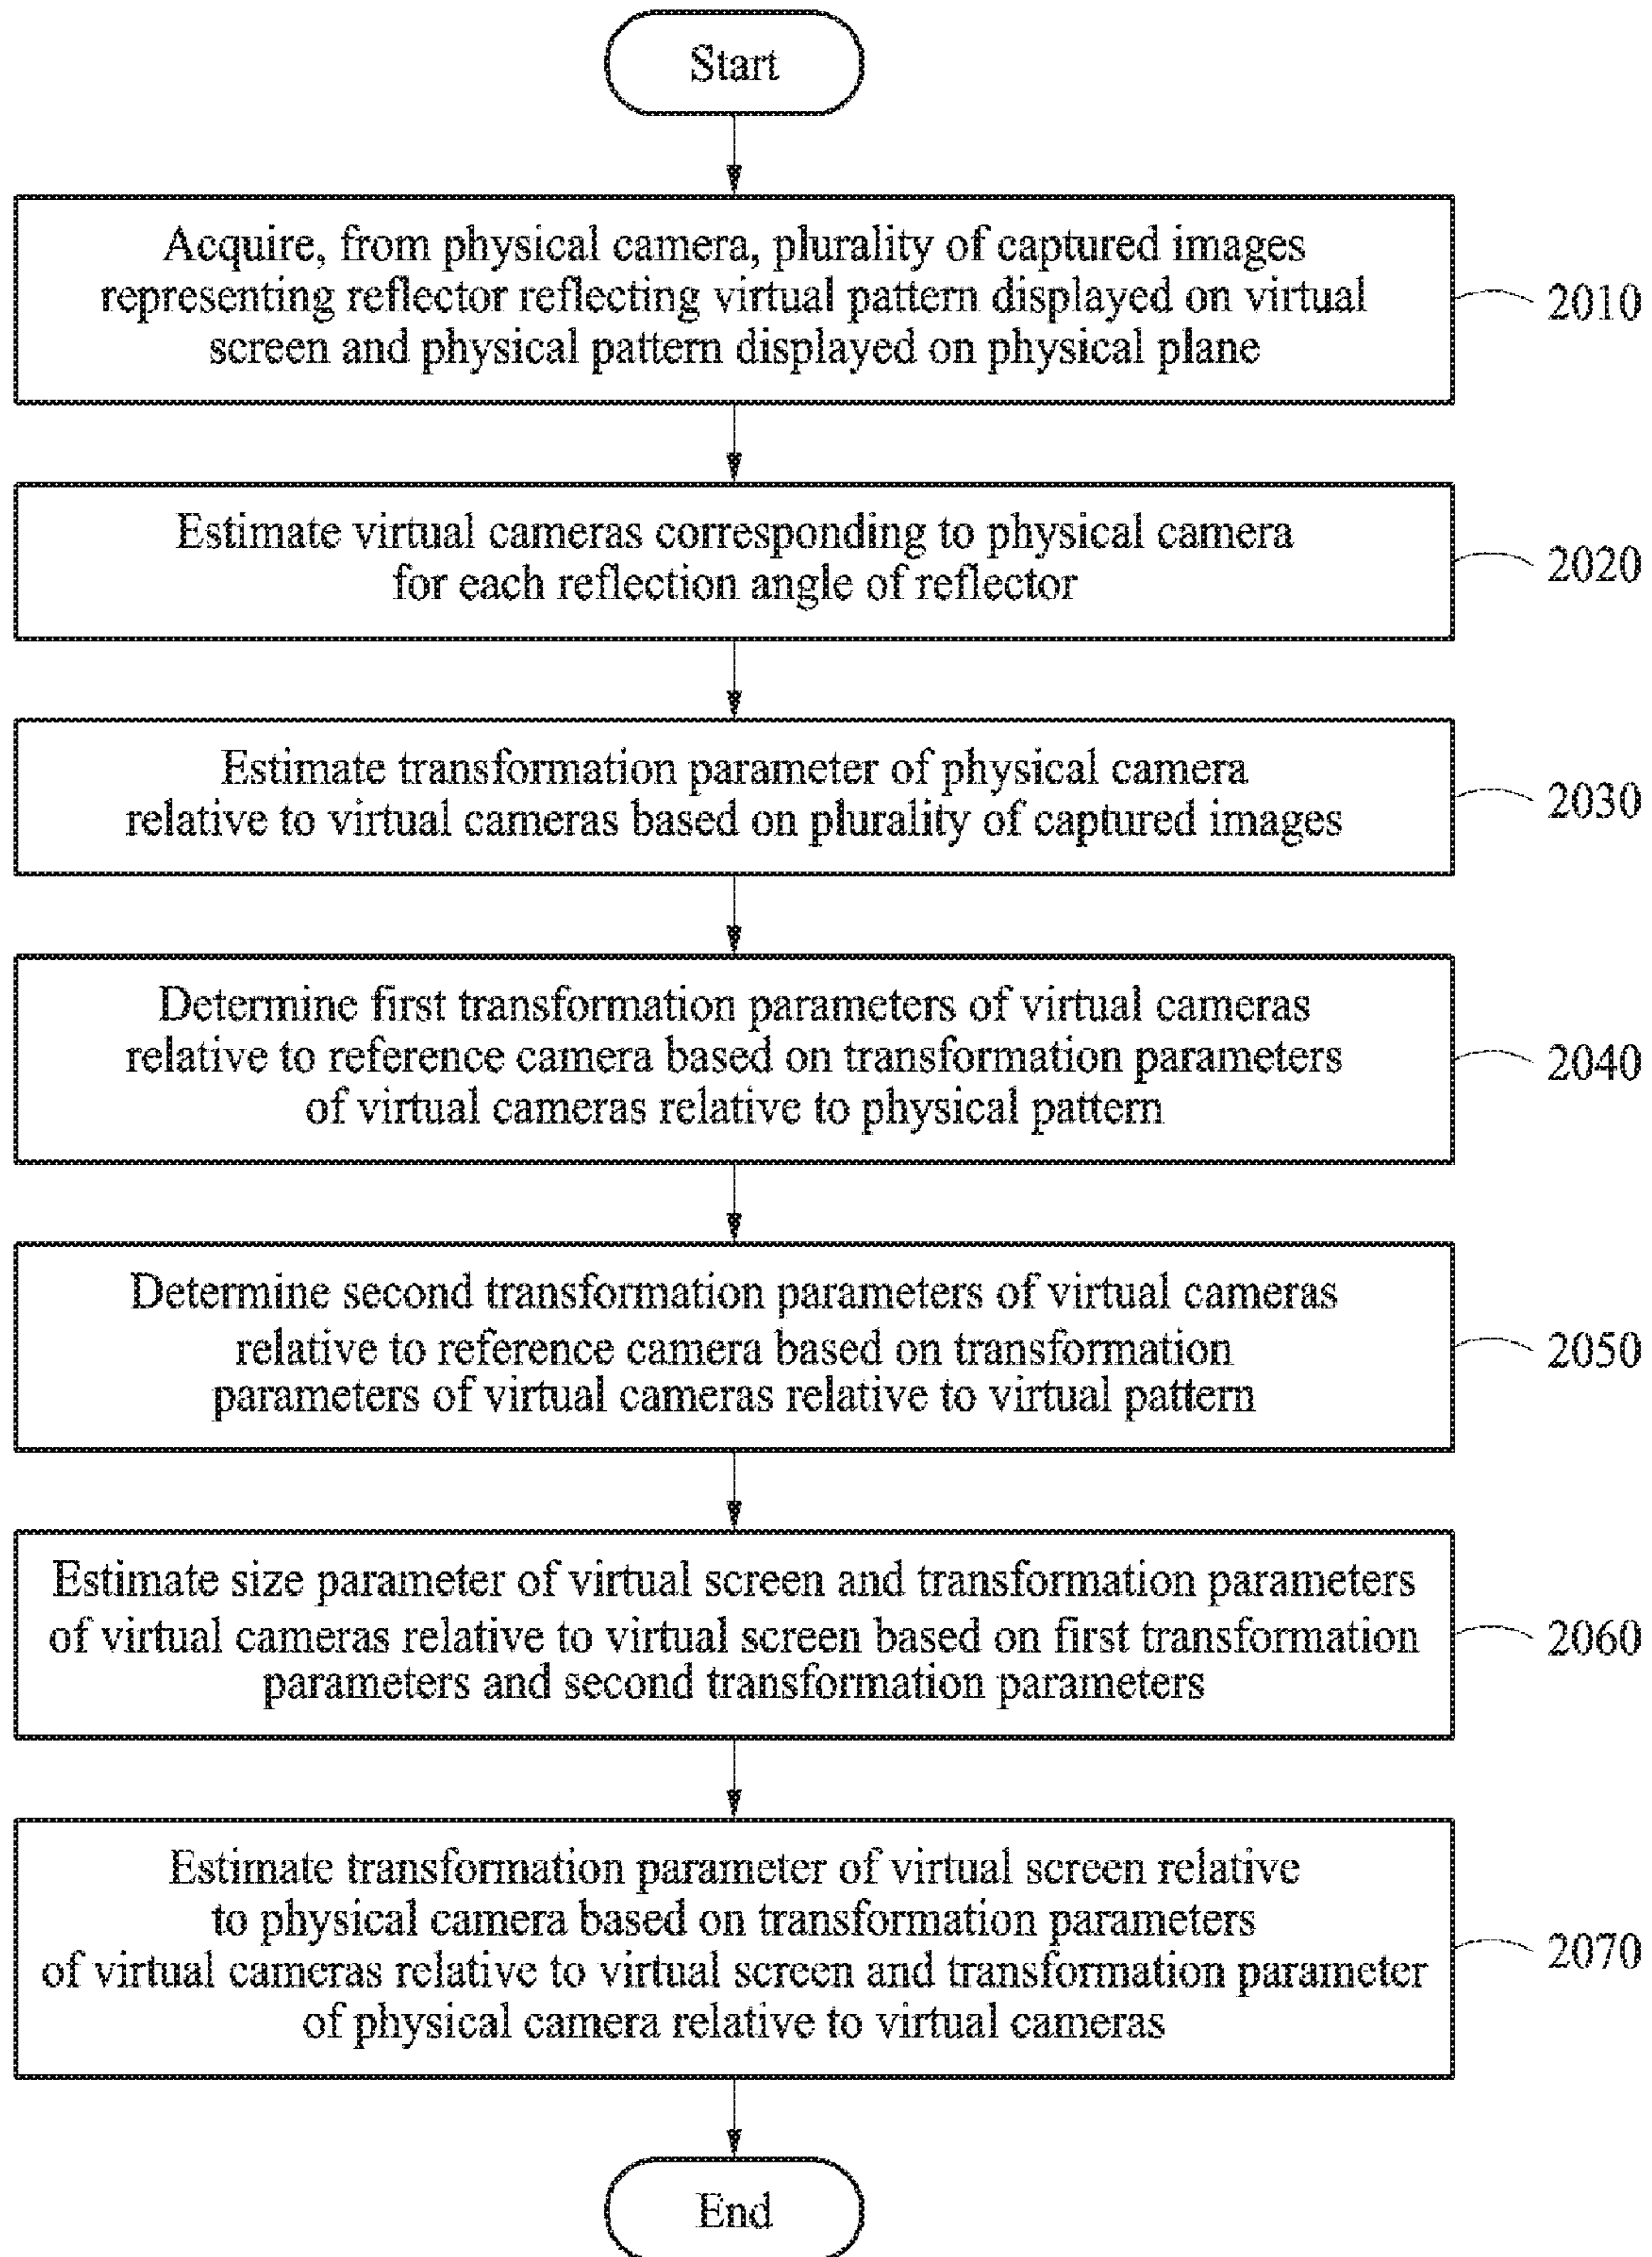 Start
Acquire, from physical camera, plurality of captured images
representing reflector reflecting virtual pattern displayed on virtual
screen and physical pattern displayed on physical plane
2010
Estimate virtual cameras corresponding to physical camera
for each reflection angle of reflector
2020
Estimate transformation parameter of physical camera
relative to virtual cameras based on plurality of captured images
2030
Determine first transformation parameters of virtual cameras
relative to reference camera based on transformation parameters
of virtual cameras relative to physical pattern
2040
Determine second transformation parameters of virtual cameras
relative to reference camera based on transformation
parameters of virtual cameras relative to virtual pattern
2050
Estimate size parameter of virtual screen and transformation parameters
of virtual cameras relative to virtual screen based on first transformation
parameters and second transformation parameters
2060
Estimate transformation parameter of virtual screen relative
to physical camera based on transformation parameters
of virtual cameras relative to virtual screen and transformation parameter
of physical camera relative to virtual cameras
2070
End